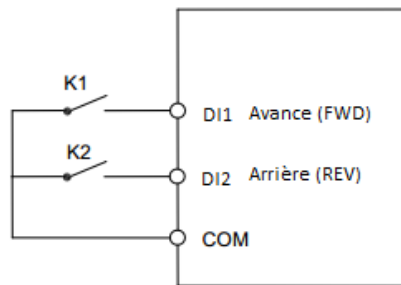 K1
DI1 Avance (FWD)
K2
DI2 Arrière (REV)
COM